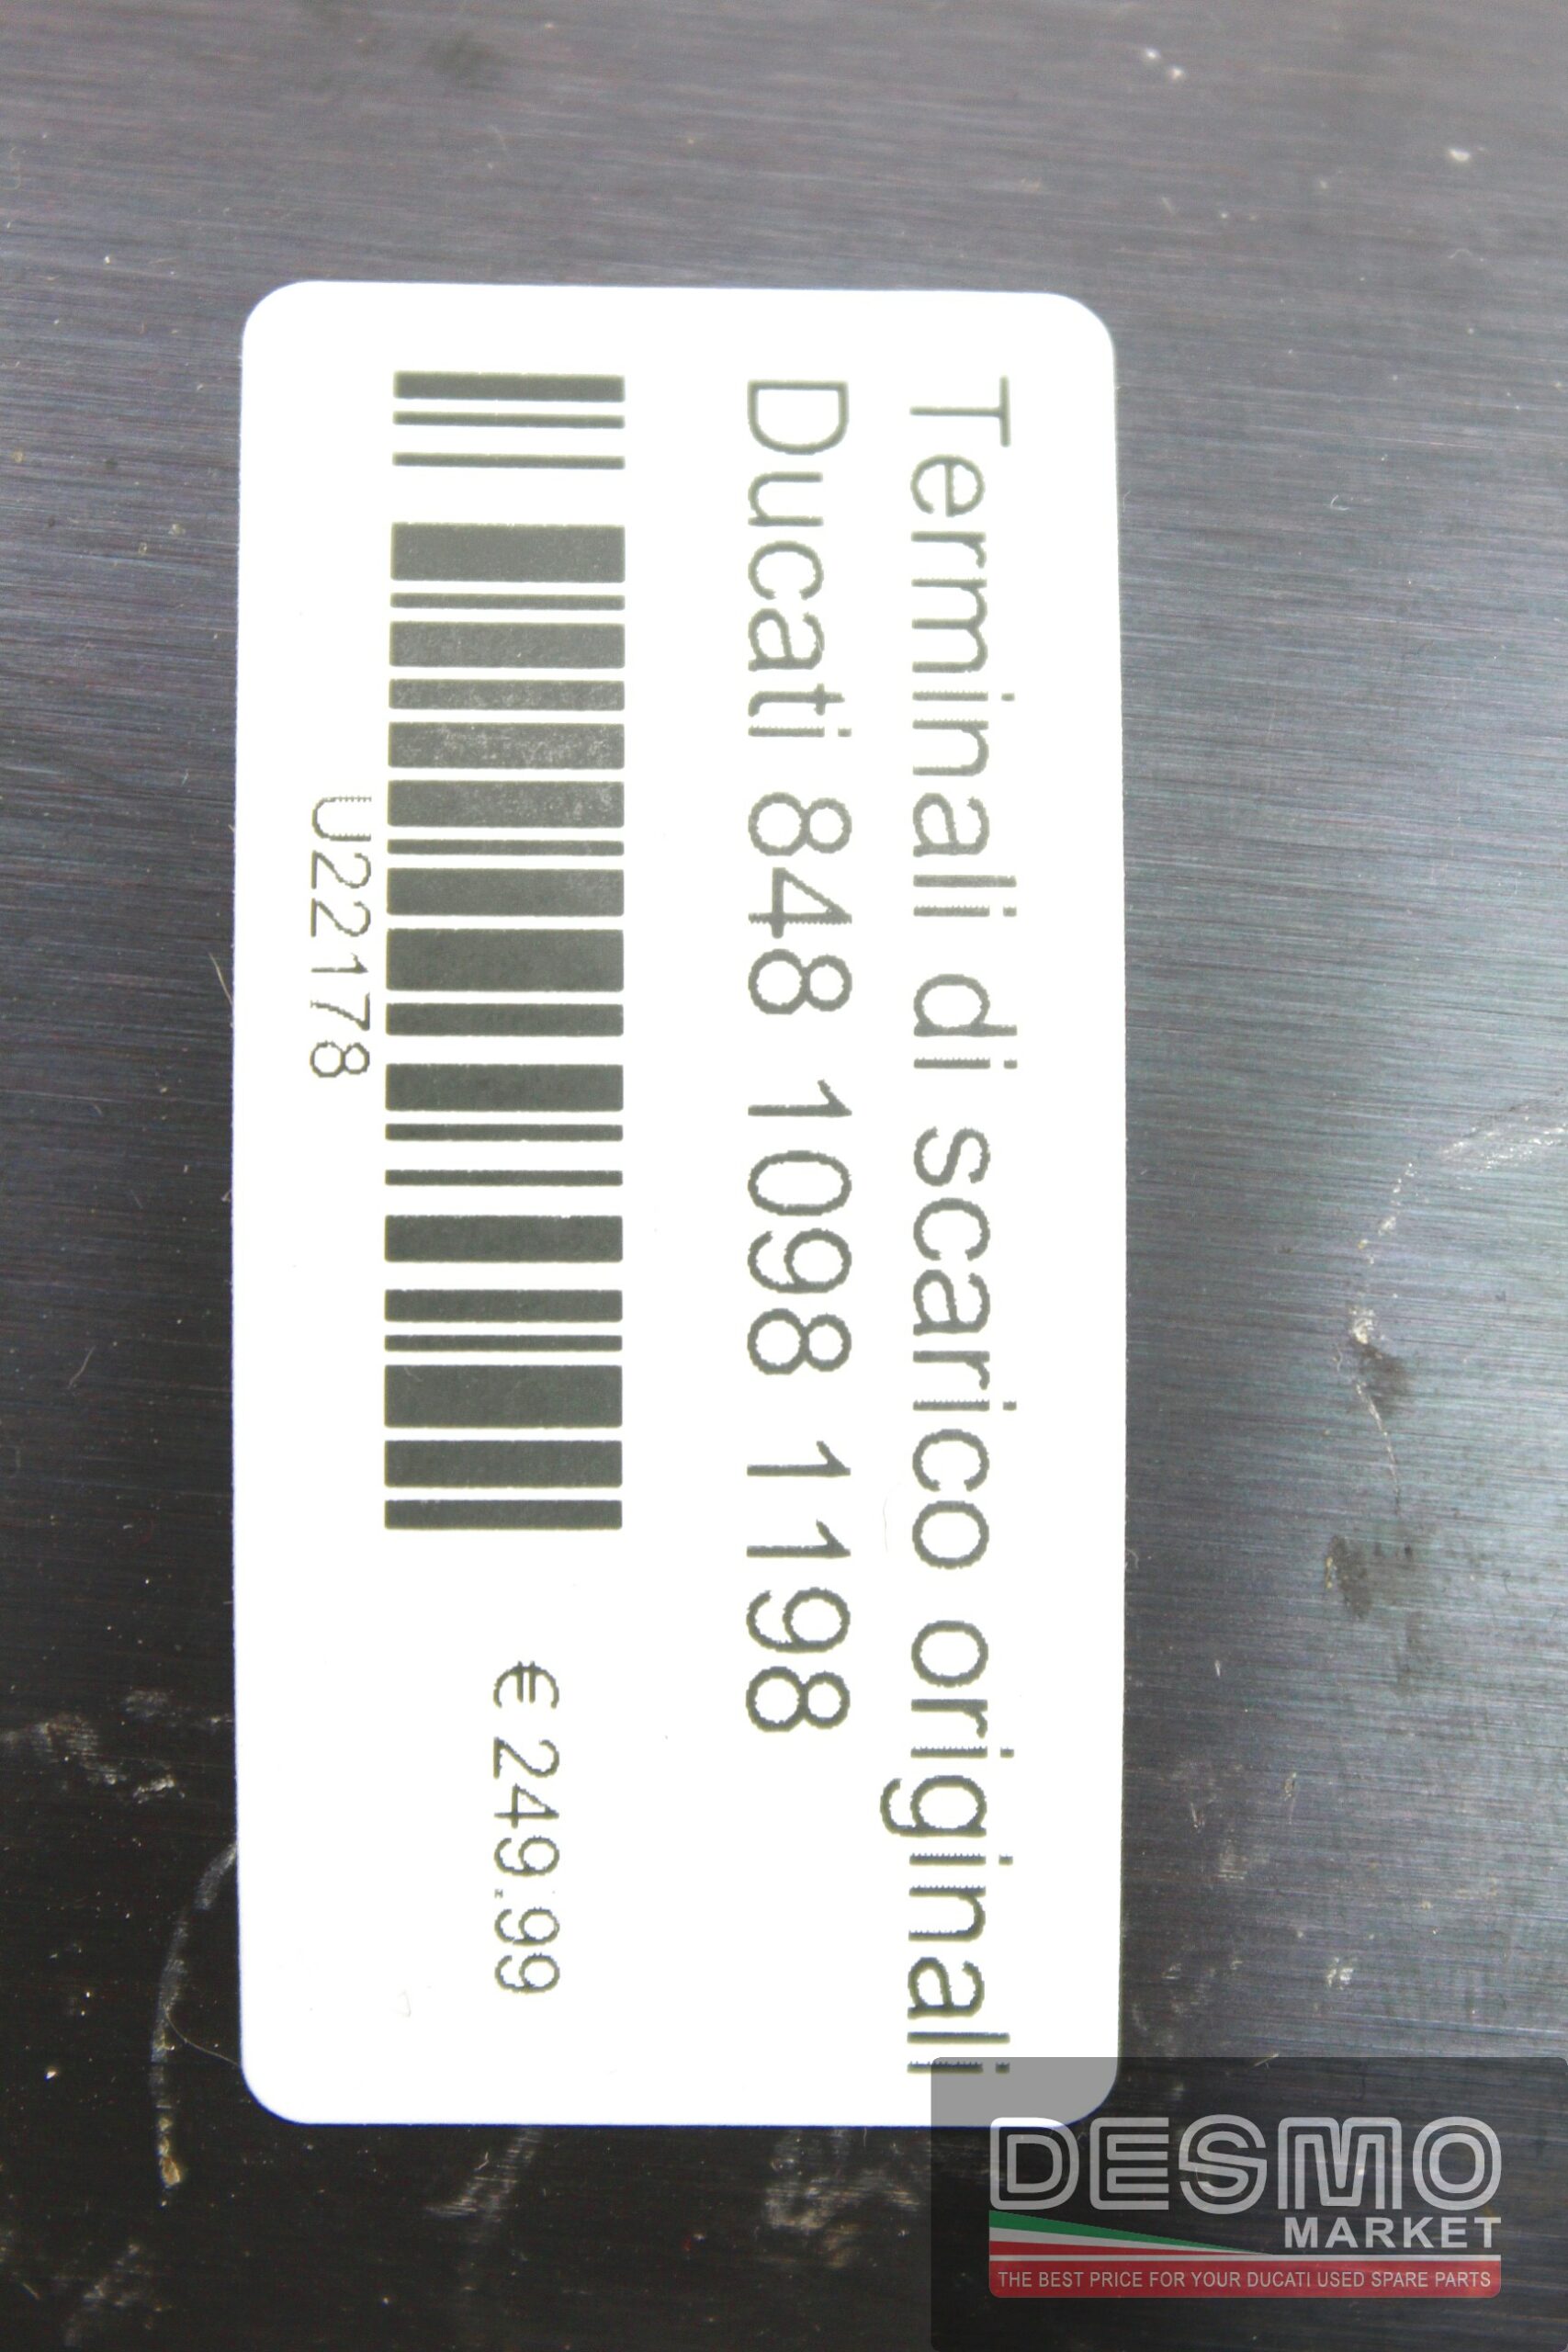 Terminali di scarico originali
Ducati 848 1098 1198
€ 249.99
U22178
DESMO
MARKET
THE BEST PRICE FOR YOUR DUCATI USED SPARE PARTS